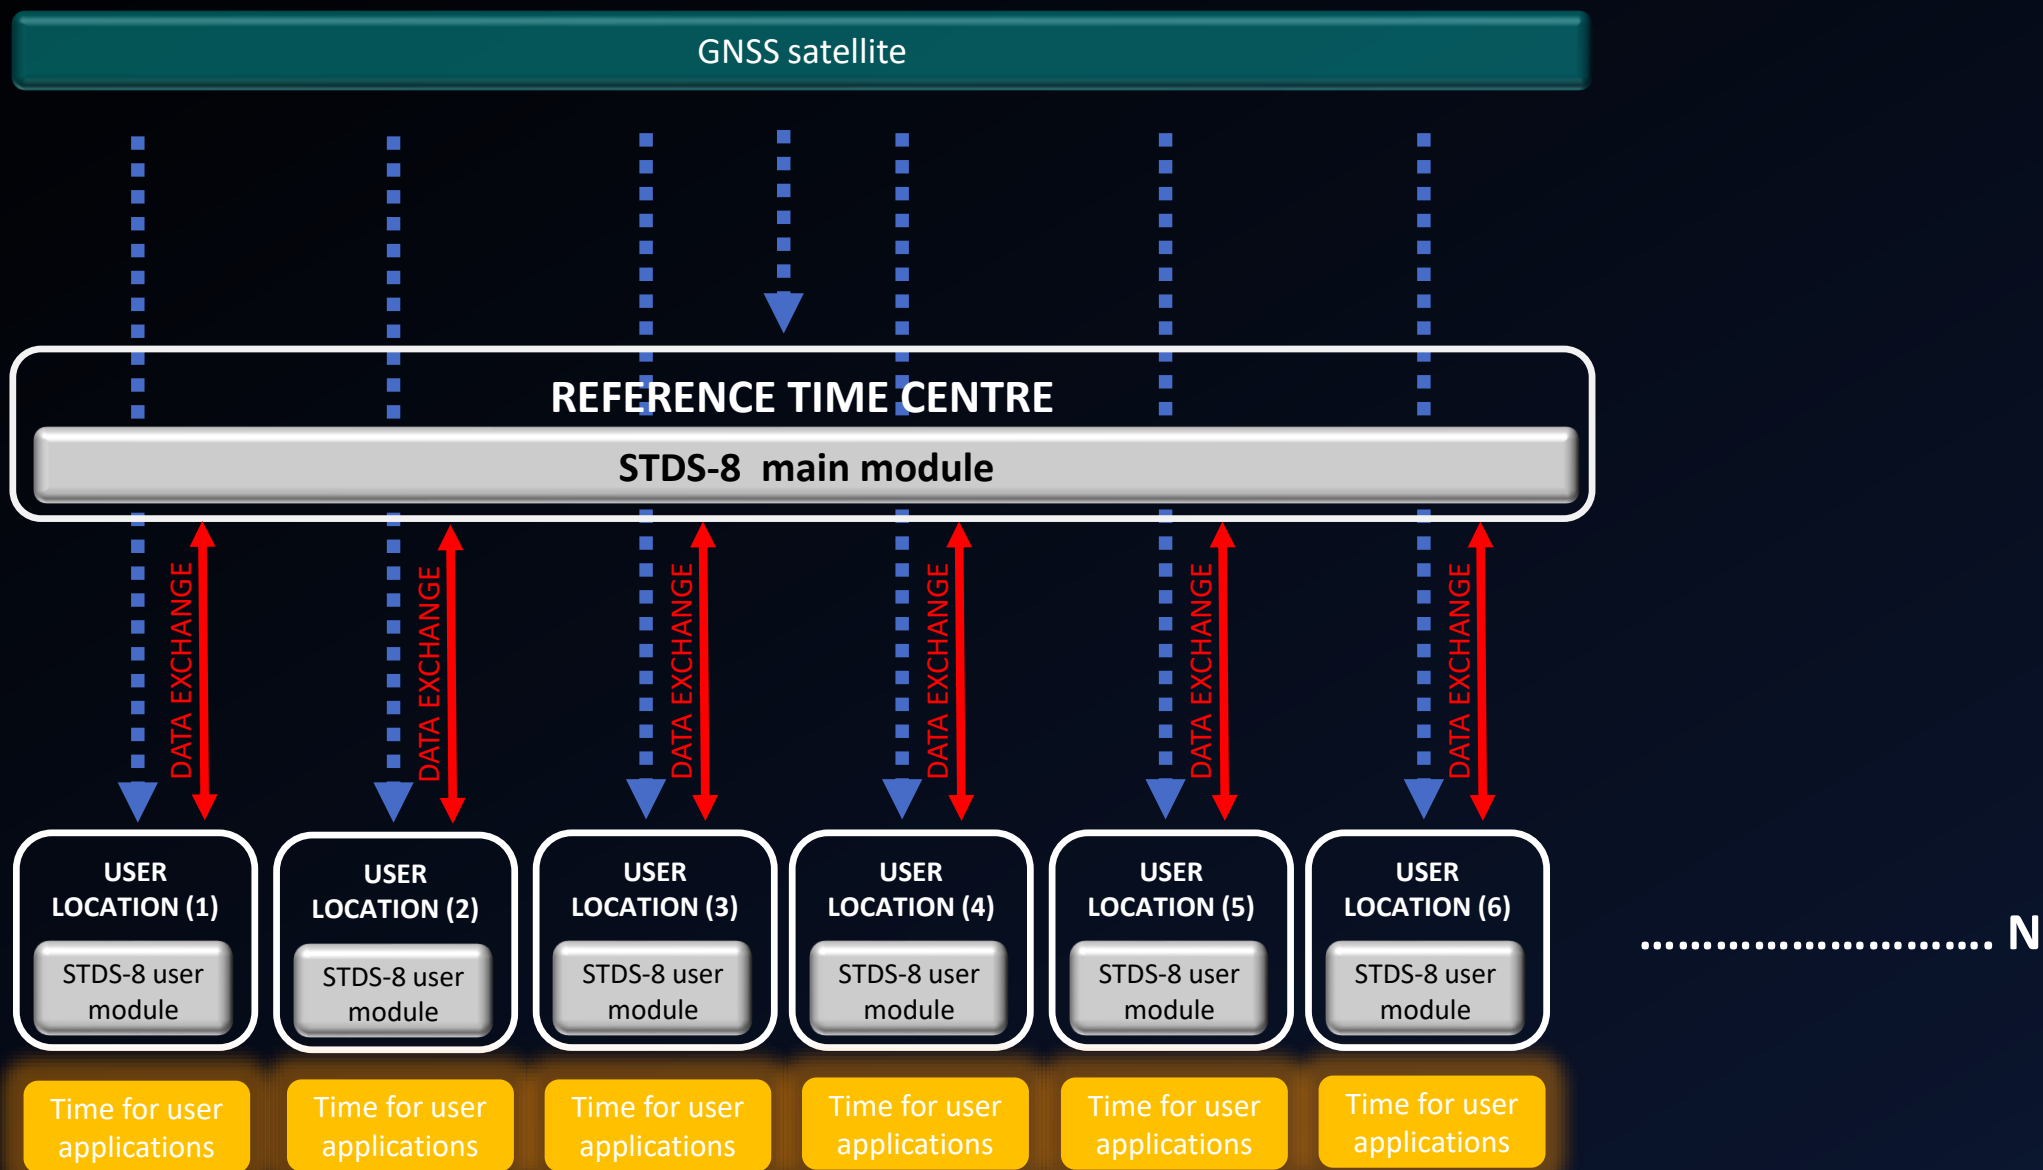 GNSS satellite
REFERENCE TIME CENTRE
STDS-8 main module
DATA EXCHANGE
DATA EXCHANGE
DATA EXCHANGE
DATA EXCHANGE
DATA EXCHANGE
DATA EXCHANGE
USER
LOCATION (1)
STDS-8 user
module
USER
LOCATION (2)
STDS-8 user
module
USER
LOCATION (3)
STDS-8 user
module
USER
LOCATION (4)
STDS-8 user
module
USER
LOCATION (5)
STDS-8 user
module
USER
LOCATION (6)
STDS-8 user
module
............................ N
Time for user
applications
Time for user
applications
Time for user
applications
Time for user
applications
Time for user
applications
Time for user
applications